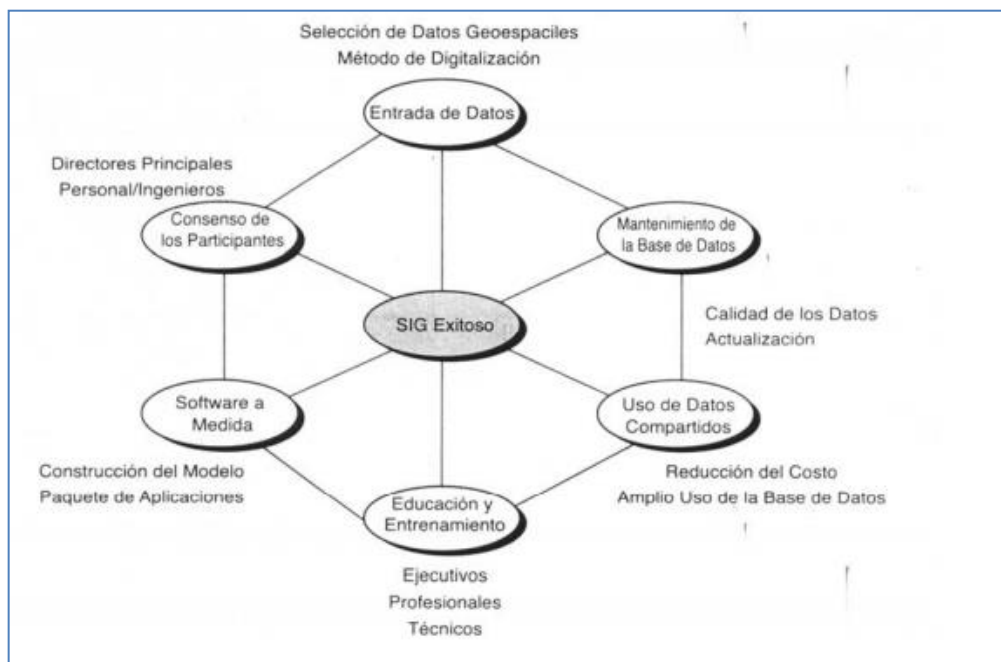 Selección de Datos Geoespaciles
Método de Digitalización
Entrada de Datos
Directores Principales
Personal/Ingenieros
Consenso de
los Participantes
Mantenimiento de
la Base de Datos
SIG Exitoso
Calidad de los Datos
Actualización
Software a
Medida
Uso de Datos
Compartidos
Construcción del Modelo
Paquete de Aplicaciones
Reducción del Costo
Amplio Uso de la Base de Datos
Educación y
Entrenamiento
Ejecutivos
Profesionales
Técnicos